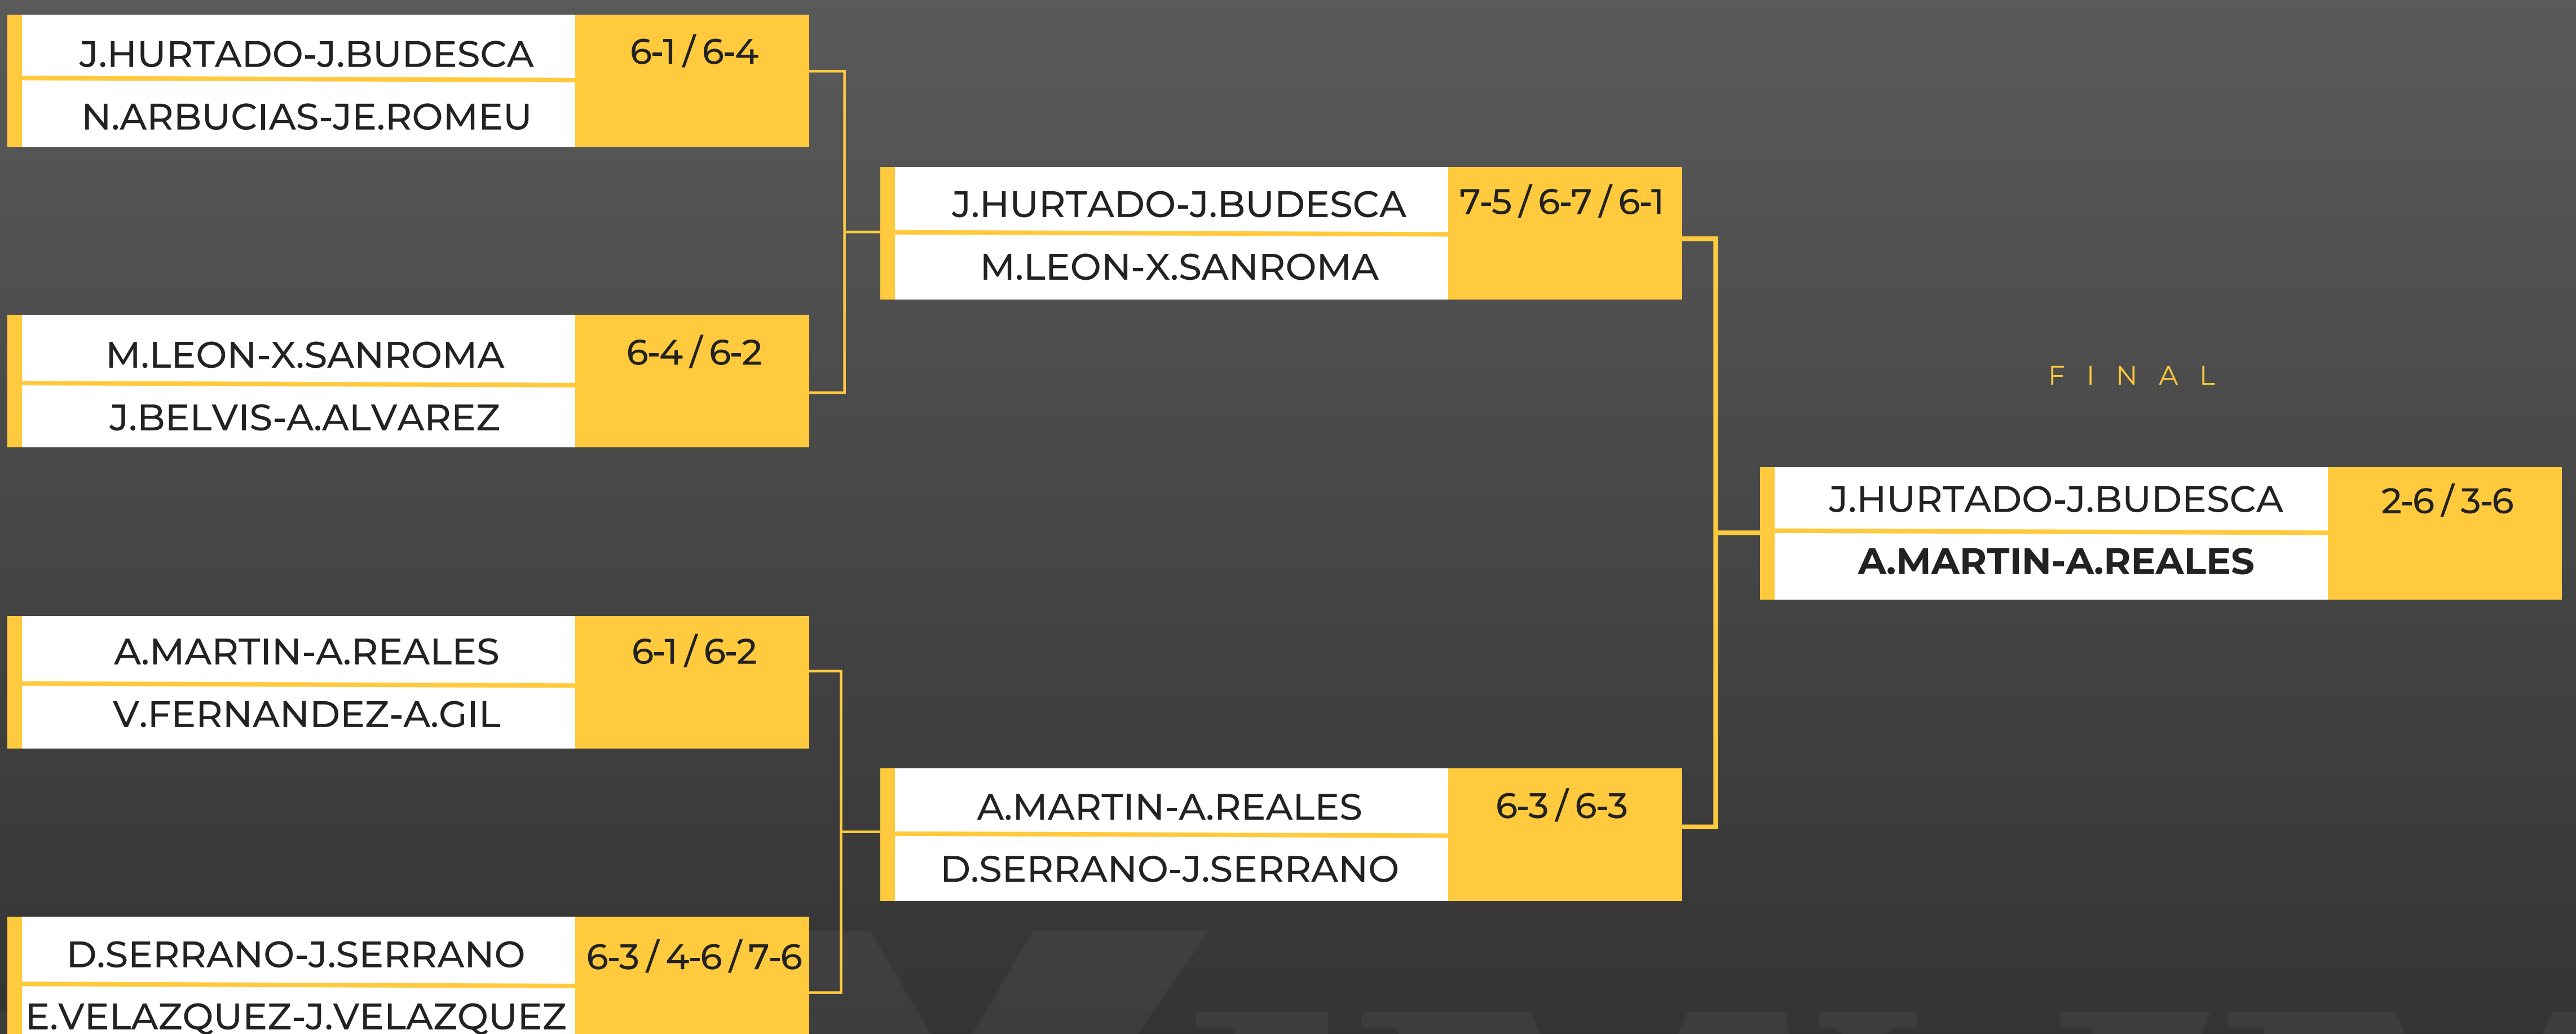 J.HURTADO-J.BUDESCA 6-1 / 6-4
N.ARBUCIAS-JE.ROMEU
M.LEON-X.SANROMA 6-4 / 6-2
J.BELVIS-A.ALVAREZ
A.MARTIN-A.REALES 6-1 / 6-2
V.FERNANDEZ-A.GIL
D.SERRANO-J.SERRANO 6-3 / 4-6 / 7-6
E.VELAZQUEZ-J.VELAZQUEZ
J.HURTADO-J.BUDESCA 7-5 / 6-7 / 6-1
M.LEON-X.SANROMA
A.MARTIN-A.REALES 6-3 / 6-3
D.SERRANO-J.SERRANO
FINAL
J.HURTADO-J.BUDESCA 2-6 / 3-6
A.MARTIN-A.REALES